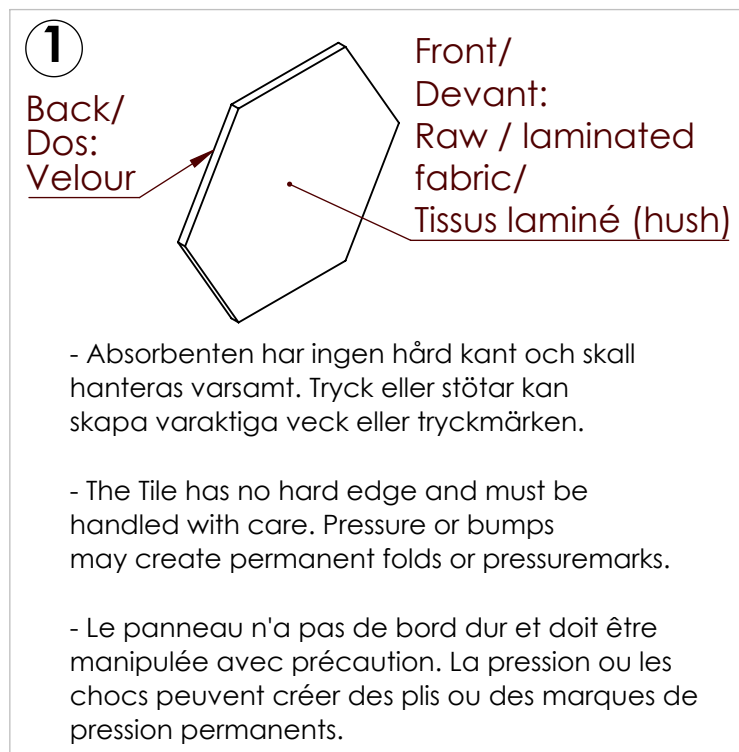 1
Back/
Dos:
Velour
Front/
Devant:
Raw / laminated
fabric/
Tissus laminé (hush)
- Absorbenten har ingen hård kant och skall
hanteras varsamt. Tryck eller stötar kan
skapa varaktiga veck eller tryckmärken.
- The Tile has no hard edge and must be
handled with care. Pressure or bumps
may create permanent folds or pressuremarks.
- Le panneau n'a pas de bord dur et doit être
manipulée avec précaution. La pression ou les
chocs peuvent créer des plis ou des marques de
pression permanents.